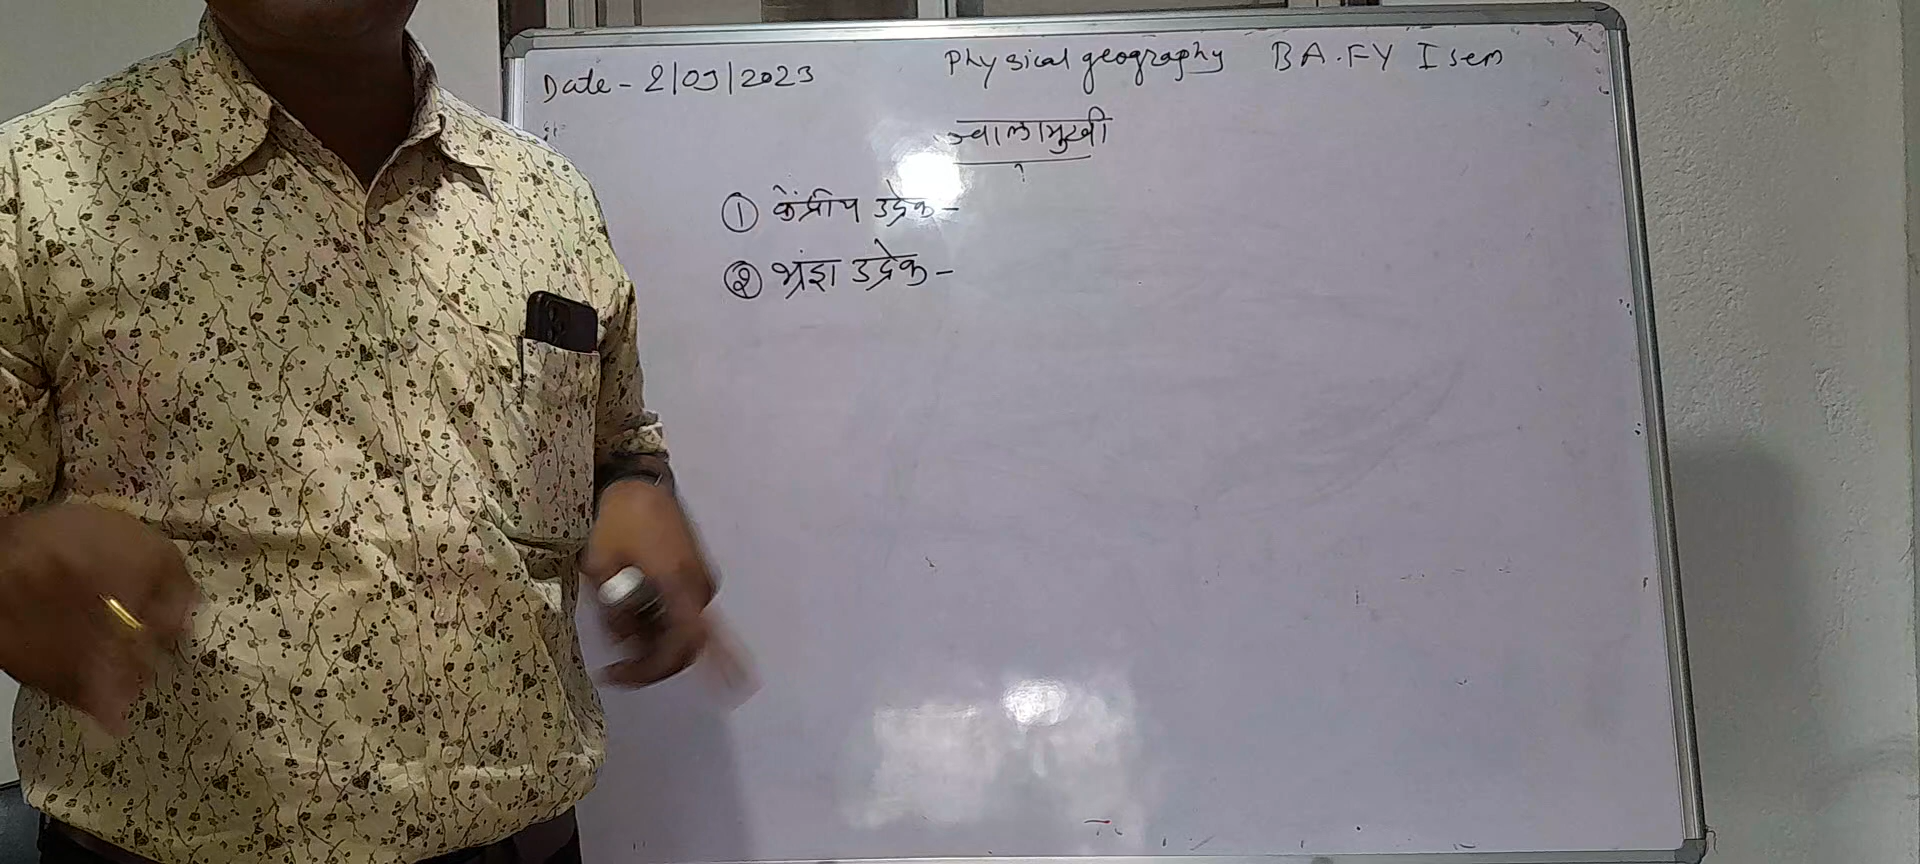 Date - 2/09/2023
Physical geography BA.FY I sem
ज्वालामुखी
① केंद्रीय उद्रेक -
② भ्रंश उद्रेक -